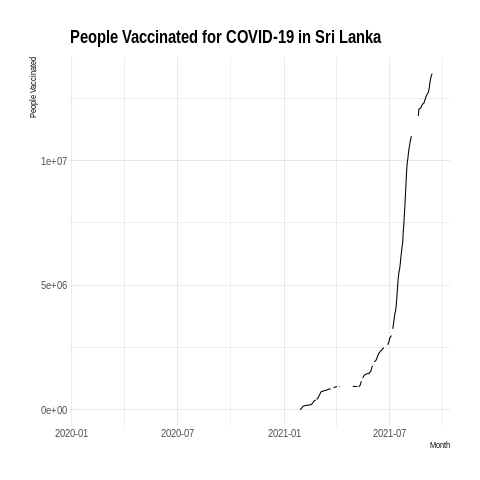 People Vaccinated for COVID-19 in Sri Lanka
People Vaccinated
1e+07
5e+06
0e+00
2020-01 2020-07 2021-01 2021-07
Month